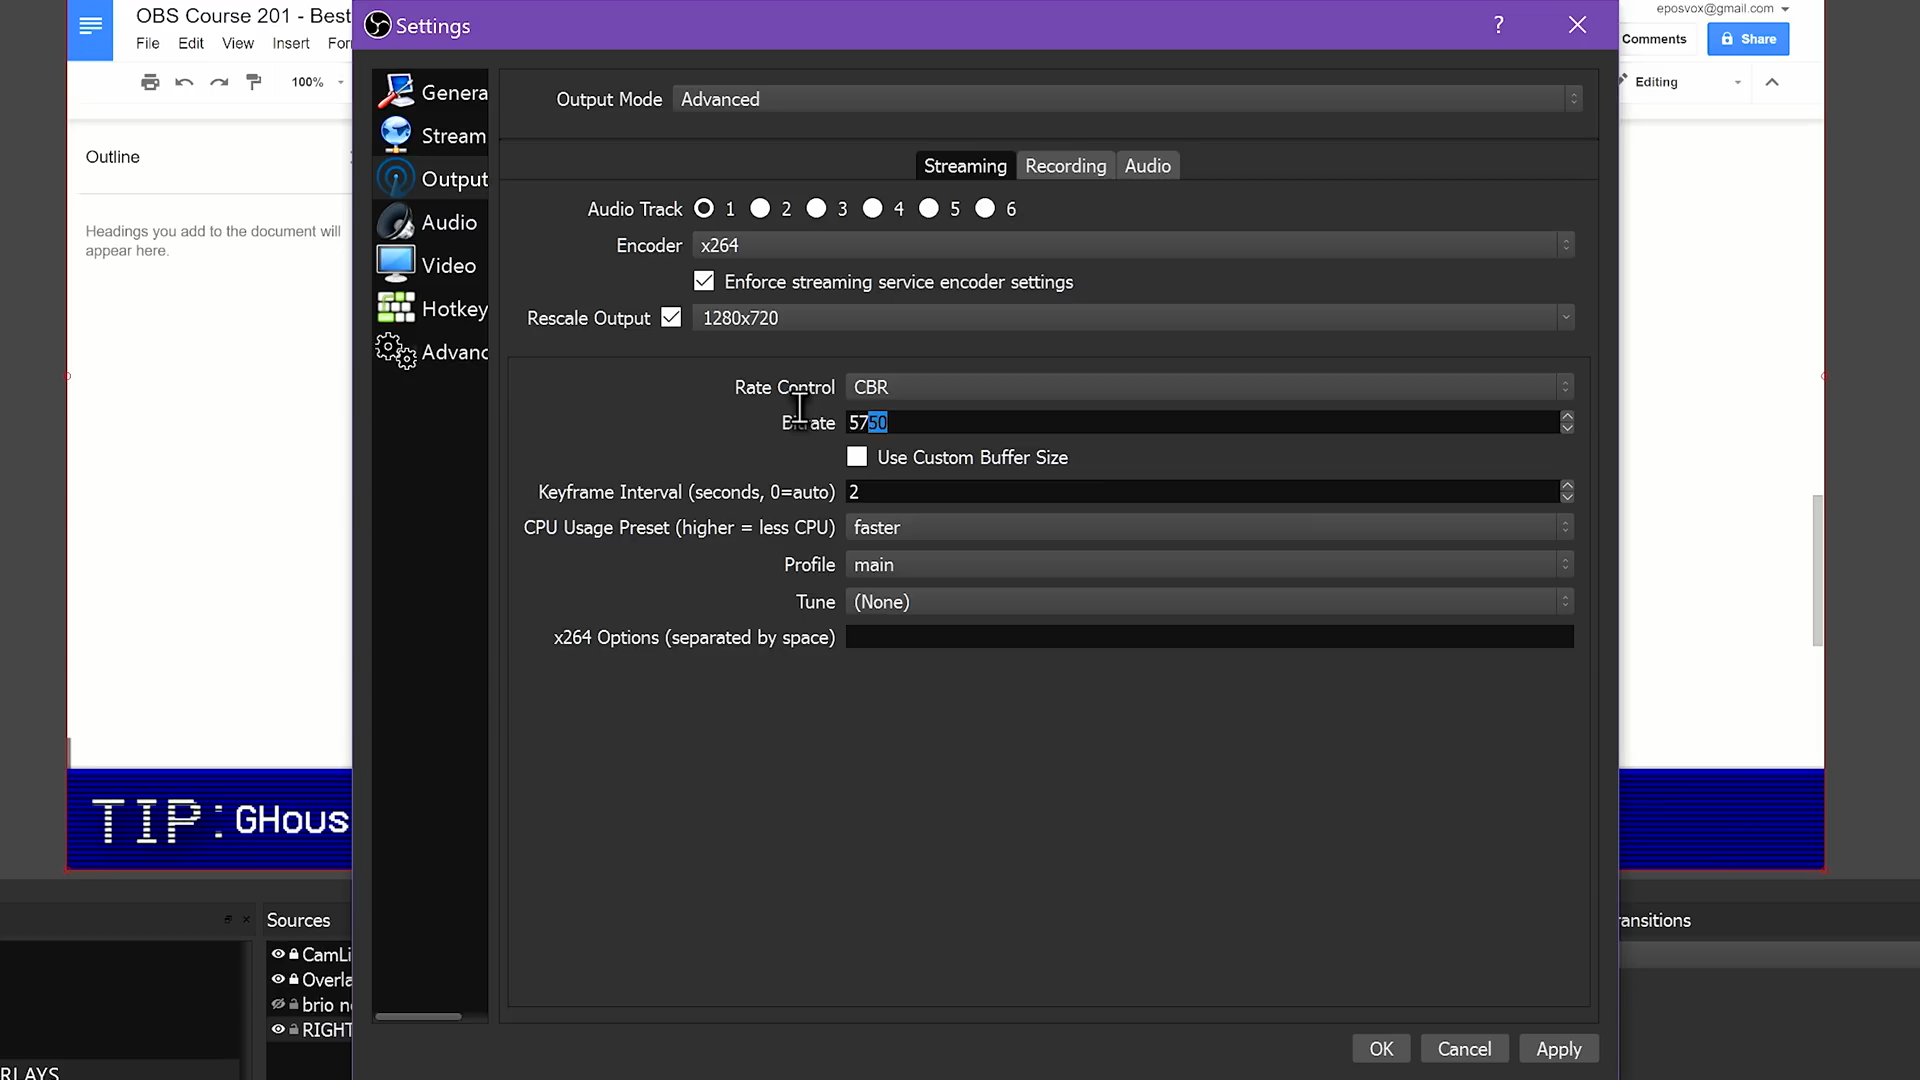 OBS Course 201 - Best
File Edit View Insert For
100%
Outline
Headings you add to the document will
appear here.
Settings
?
eposvox@gmail.com
Comments
Share
Editing
Genera
Stream
Output
Audio
Video
Hotkey
Advanc
Output Mode Advanced
Streaming Recording Audio
Audio Track 1 2 3 4 5 6
Encoder x264
Enforce streaming service encoder settings
Rescale Output 1280x720
Rate Control CBR
Bitrate 5750
Use Custom Buffer Size
Keyframe Interval (seconds, 0=auto) 2
CPU Usage Preset (higher = less CPU) faster
Profile main
Tune (None)
x264 Options (separated by space)
TIP: GHous
Sources
CamLi
Overla
brio n
RIGHT
RLAYS
ansitions
OK Cancel Apply